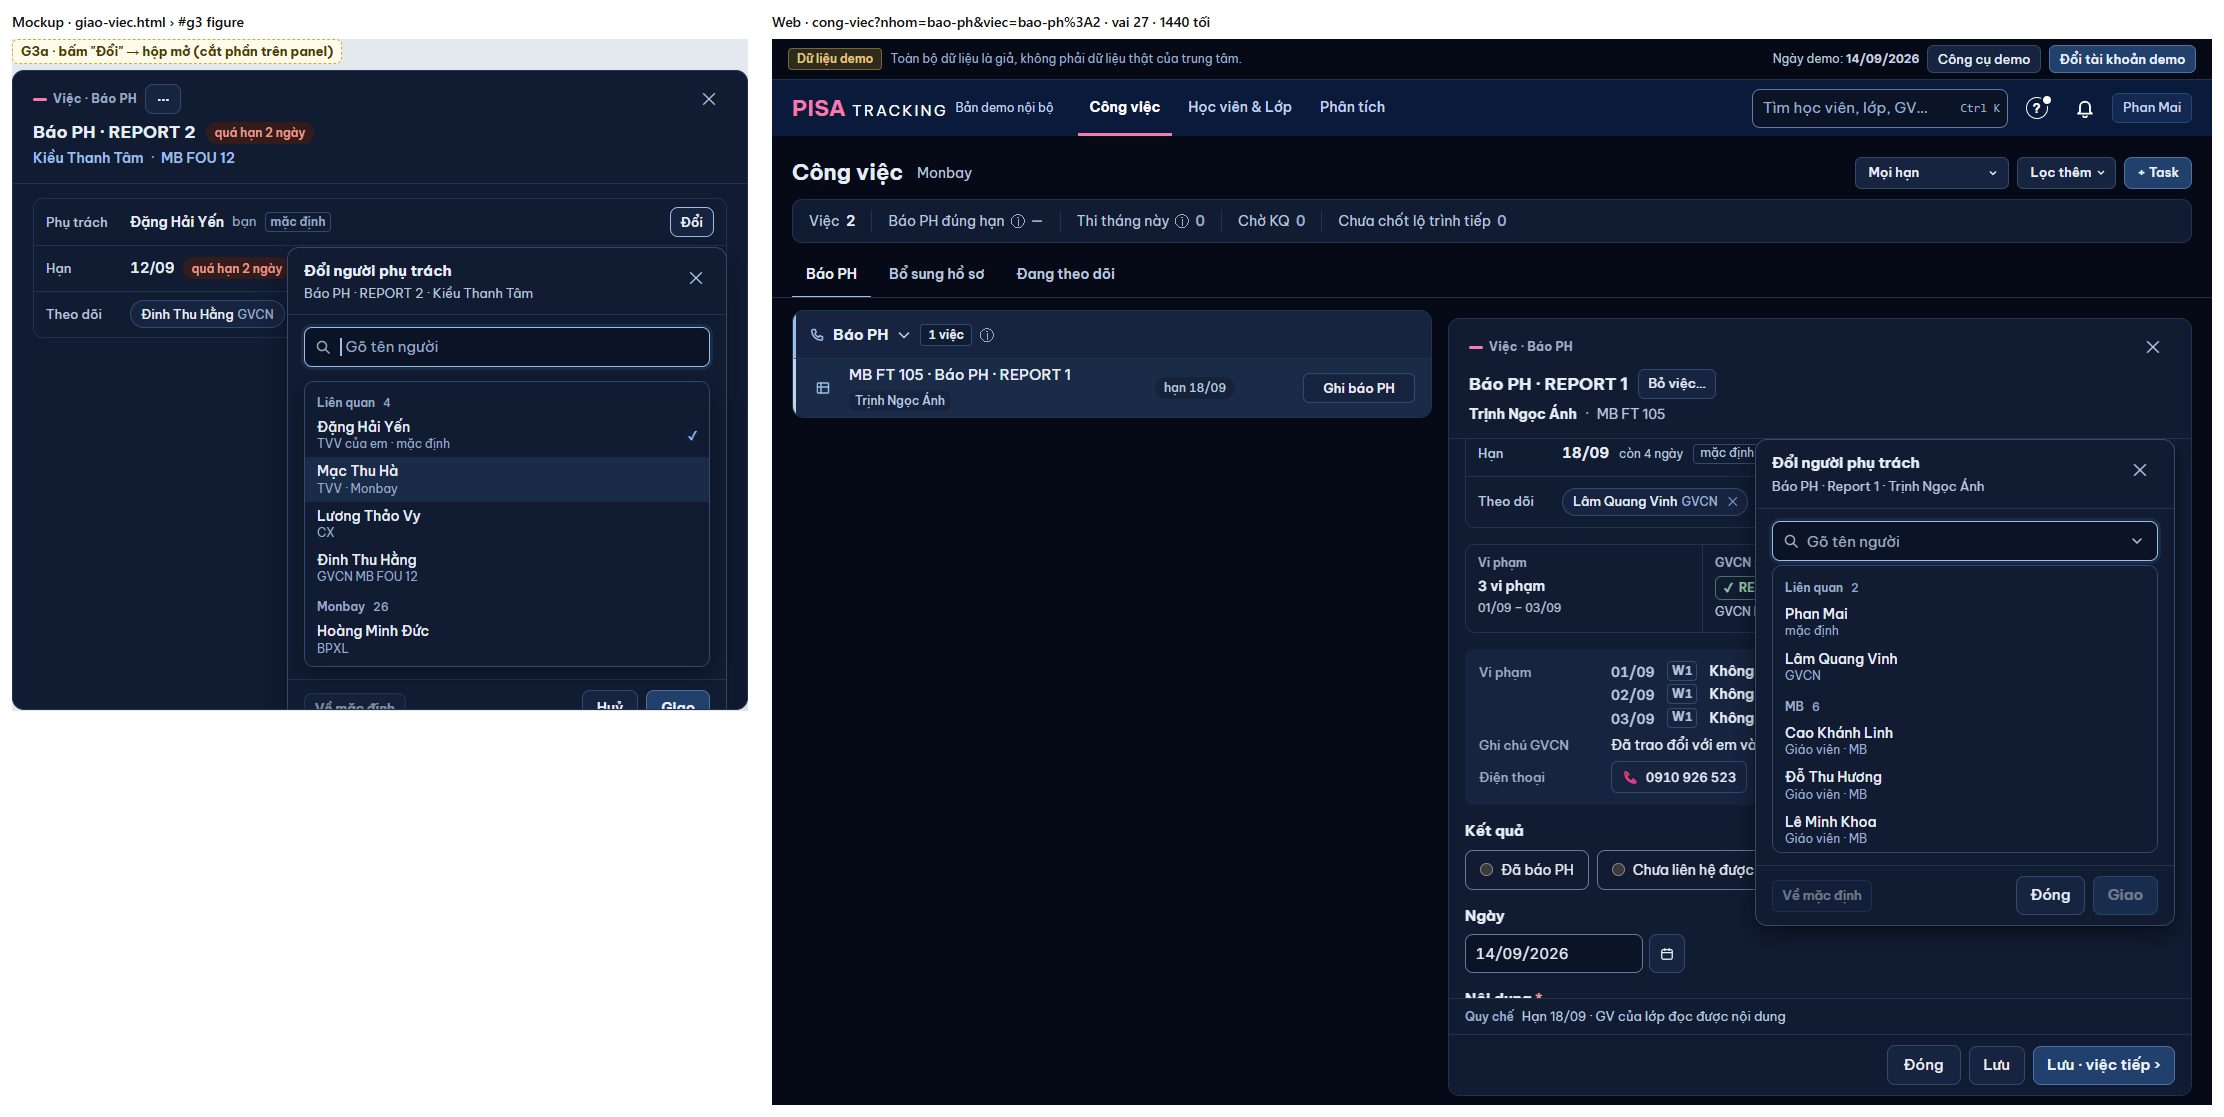 Mockup · giao-viec.html › #g3 figure
G3a · bấm "Đổi" → hộp mở (cắt phần trên panel)
Việc · Báo PH ...
Báo PH · REPORT 2 quá hạn 2 ngày
Kiều Thanh Tâm · MB FOU 12
Phụ trách Đặng Hải Yến bạn mặc định Đổi
Hạn 12/09 quá hạn 2 ngày
Theo dõi Đinh Thu Hằng GVCN
Đổi người phụ trách
Báo PH · REPORT 2 · Kiều Thanh Tâm
Gõ tên người
Liên quan 4
Đặng Hải Yến
TVV của em · mặc định
Mạc Thu Hà
TVV · Monbay
Lương Thảo Vy
CX
Đinh Thu Hằng
GVCN MB FOU 12
Monbay 26
Hoàng Minh Đức
BPXL
Về mặc định Huỷ Giao
Web · cong-viec?nhom=bao-ph&viec=bao-ph%3A2 · vai 27 · 1440 tối
Dữ liệu demo Toàn bộ dữ liệu là giả, không phải dữ liệu thật của trung tâm.
Ngày demo: 14/09/2026 Công cụ demo Đổi tài khoản demo
PISA TRACKING Bản demo nội bộ Công việc Học viên & Lớp Phân tích
Tìm học viên, lớp, GV... Ctrl K ? Phan Mai
Công việc Monbay
Mọi hạn Lọc thêm + Task
Việc 2 Báo PH đúng hạn – Thi tháng này 0 Chờ KQ 0 Chưa chốt lộ trình tiếp 0
Báo PH Bổ sung hồ sơ Đang theo dõi
Báo PH 1 việc
MB FT 105 · Báo PH · REPORT 1
Trịnh Ngọc Ánh
hạn 18/09 Ghi báo PH
Việc · Báo PH
Báo PH · REPORT 1 Bỏ việc...
Trịnh Ngọc Ánh · MB FT 105
Hạn 18/09 còn 4 ngày mặc định
Theo dõi Lâm Quang Vinh GVCN
Vi phạm GVCN
3 vi phạm ✓ RE
01/09 – 03/09 GVCN
Vi phạm 01/09 W1 Không
02/09 W1 Không
03/09 W1 Không
Ghi chú GVCN Đã trao đổi với em và
Điện thoại 0910 926 523
Kết quả
Đã báo PH Chưa liên hệ được
Ngày
14/09/2026
Nội dung *
Quy chế Hạn 18/09 · GV của lớp đọc được nội dung
Đóng Lưu Lưu · việc tiếp ›
Đổi người phụ trách
Báo PH · Report 1 · Trịnh Ngọc Ánh
Gõ tên người
Liên quan 2
Phan Mai
mặc định
Lâm Quang Vinh
GVCN
MB 6
Cao Khánh Linh
Giáo viên · MB
Đỗ Thu Hương
Giáo viên · MB
Lê Minh Khoa
Giáo viên · MB
Về mặc định Đóng Giao